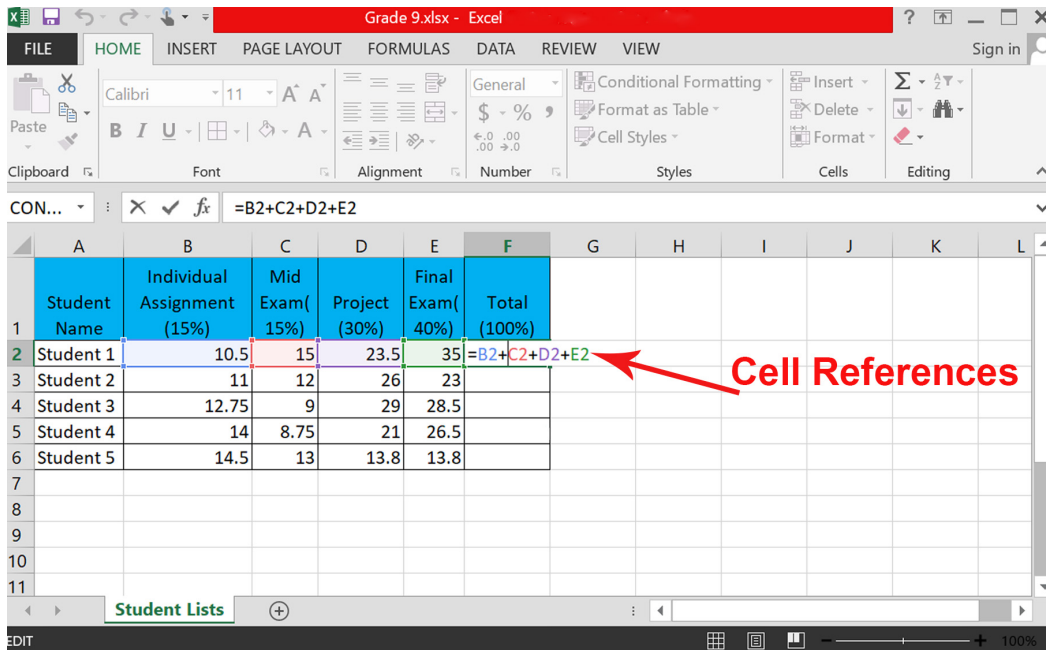 Grade 9.xlsx - Excel
?
FILE HOME INSERT PAGE LAYOUT FORMULAS DATA REVIEW VIEW Sign in
Paste
Calibri 11 A A
B I U A
General
$ % ,
.0 .00
.00 .0
Conditional Formatting
Format as Table
Cell Styles
Insert
Delete
Format
Σ
Clipboard Font Alignment Number Styles Cells Editing
CON... fx =B2+C2+D2+E2
A B C D E F G H I J K L
1
Student
Name
Individual
Assignment
(15%)
Mid
Exam(
15%)
Project
(30%)
Final
Exam(
40%)
Total
(100%)
2 Student 1 10.5 15 23.5 35 =B2+C2+D2+E2
Cell References
3 Student 2 11 12 26 23
4 Student 3 12.75 9 29 28.5
5 Student 4 14 8.75 21 26.5
6 Student 5 14.5 13 13.8 13.8
7
8
9
10
11
Student Lists
EDIT 100%